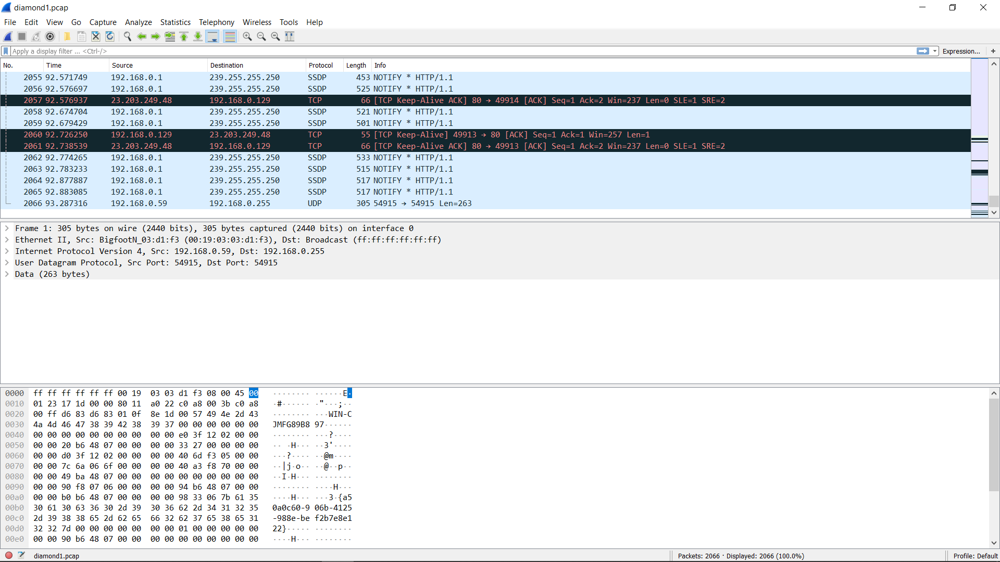 diamond1.pcap
File Edit View Go Capture Analyze Statistics Telephony Wireless Tools Help
Apply a display filter ... <Ctrl-/> Expression... +
No. Time Source Destination Protocol Length Info
2055 92.571749 192.168.0.1 239.255.255.250 SSDP 453 NOTIFY * HTTP/1.1
2056 92.576697 192.168.0.1 239.255.255.250 SSDP 525 NOTIFY * HTTP/1.1
2057 92.576937 23.203.249.48 192.168.0.129 TCP 66 [TCP Keep-Alive ACK] 80 → 49914 [ACK] Seq=1 Ack=2 Win=237 Len=0 SLE=1 SRE=2
2058 92.674704 192.168.0.1 239.255.255.250 SSDP 521 NOTIFY * HTTP/1.1
2059 92.679429 192.168.0.1 239.255.255.250 SSDP 501 NOTIFY * HTTP/1.1
2060 92.726250 192.168.0.129 23.203.249.48 TCP 55 [TCP Keep-Alive] 49913 → 80 [ACK] Seq=1 Ack=1 Win=257 Len=1
2061 92.738539 23.203.249.48 192.168.0.129 TCP 66 [TCP Keep-Alive ACK] 80 → 49913 [ACK] Seq=1 Ack=2 Win=237 Len=0 SLE=1 SRE=2
2062 92.774265 192.168.0.1 239.255.255.250 SSDP 533 NOTIFY * HTTP/1.1
2063 92.783233 192.168.0.1 239.255.255.250 SSDP 515 NOTIFY * HTTP/1.1
2064 92.877887 192.168.0.1 239.255.255.250 SSDP 517 NOTIFY * HTTP/1.1
2065 92.883085 192.168.0.1 239.255.255.250 SSDP 517 NOTIFY * HTTP/1.1
2066 93.287316 192.168.0.59 192.168.0.255 UDP 305 54915 → 54915 Len=263
Frame 1: 305 bytes on wire (2440 bits), 305 bytes captured (2440 bits) on interface 0
Ethernet II, Src: BigfootN_03:d1:f3 (00:19:03:03:d1:f3), Dst: Broadcast (ff:ff:ff:ff:ff:ff)
Internet Protocol Version 4, Src: 192.168.0.59, Dst: 192.168.0.255
User Datagram Protocol, Src Port: 54915, Dst Port: 54915
Data (263 bytes)
0000 ff ff ff ff ff ff 00 19 03 03 d1 f3 08 00 45 00 ········ ······E·
0010 01 23 17 1d 00 00 80 11 a0 22 c0 a8 00 3b c0 a8 ·#······ ·"···;··
0020 00 ff d6 83 d6 83 01 0f 8e 1d 00 57 49 4e 2d 43 ········ ···WIN-C
0030 4a 4d 46 47 38 39 42 38 39 37 00 00 00 00 00 00 JMFG89B8 97······
0040 00 00 00 00 00 00 00 00 00 00 e0 3f 12 02 00 00 ········ ···?····
0050 00 00 20 b6 48 07 00 00 00 00 33 27 00 00 00 00 ·· ·H··· ··3'····
0060 00 00 d0 3f 12 02 00 00 00 00 40 6d f3 05 00 00 ···?···· ··@m····
0070 00 00 7c 6a 06 6f 00 00 00 00 40 a3 f8 70 00 00 ··|j·o·· ··@··p··
0080 00 00 49 ba 48 07 00 00 00 00 00 00 00 00 00 00 ··I·H··· ········
0090 00 00 90 f8 07 06 00 00 00 00 94 b6 48 07 00 00 ········ ····H···
00a0 00 00 b0 b6 48 07 00 00 00 00 98 33 06 7b 61 35 ····H··· ···3·{a5
00b0 30 61 30 63 36 30 2d 39 30 36 62 2d 34 31 32 35 0a0c60-9 06b-4125
00c0 2d 39 38 38 65 2d 62 65 66 32 62 37 65 38 65 31 -988e-be f2b7e8e1
00d0 32 32 7d 00 00 00 00 00 00 00 01 00 00 00 00 00 22}····· ········
00e0 00 00 90 b6 48 07 00 00 00 00 00 00 00 00 00 00 ····H··· ········
diamond1.pcap Packets: 2066 · Displayed: 2066 (100.0%) Profile: Default